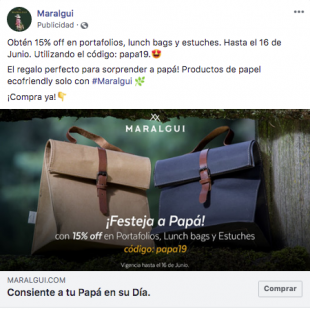 Maralgui
Publicidad ·
Obtén 15% off en portafolios, lunch bags y estuches. Hasta el 16 de
Junio. Utilizando el código: papa19.😍
El regalo perfecto para sorprender a papá! Productos de papel
ecofriendly solo con #Maralgui 🌿
¡Compra ya!👇
MARALGUI
¡Festeja a Papá!
con 15% off en Portafolios, Lunch bags y Estuches
código: papa19
Vigencia hasta el 16 de Junio.
MARALGUI.COM
Consiente a tu Papá en su Día.
Comprar